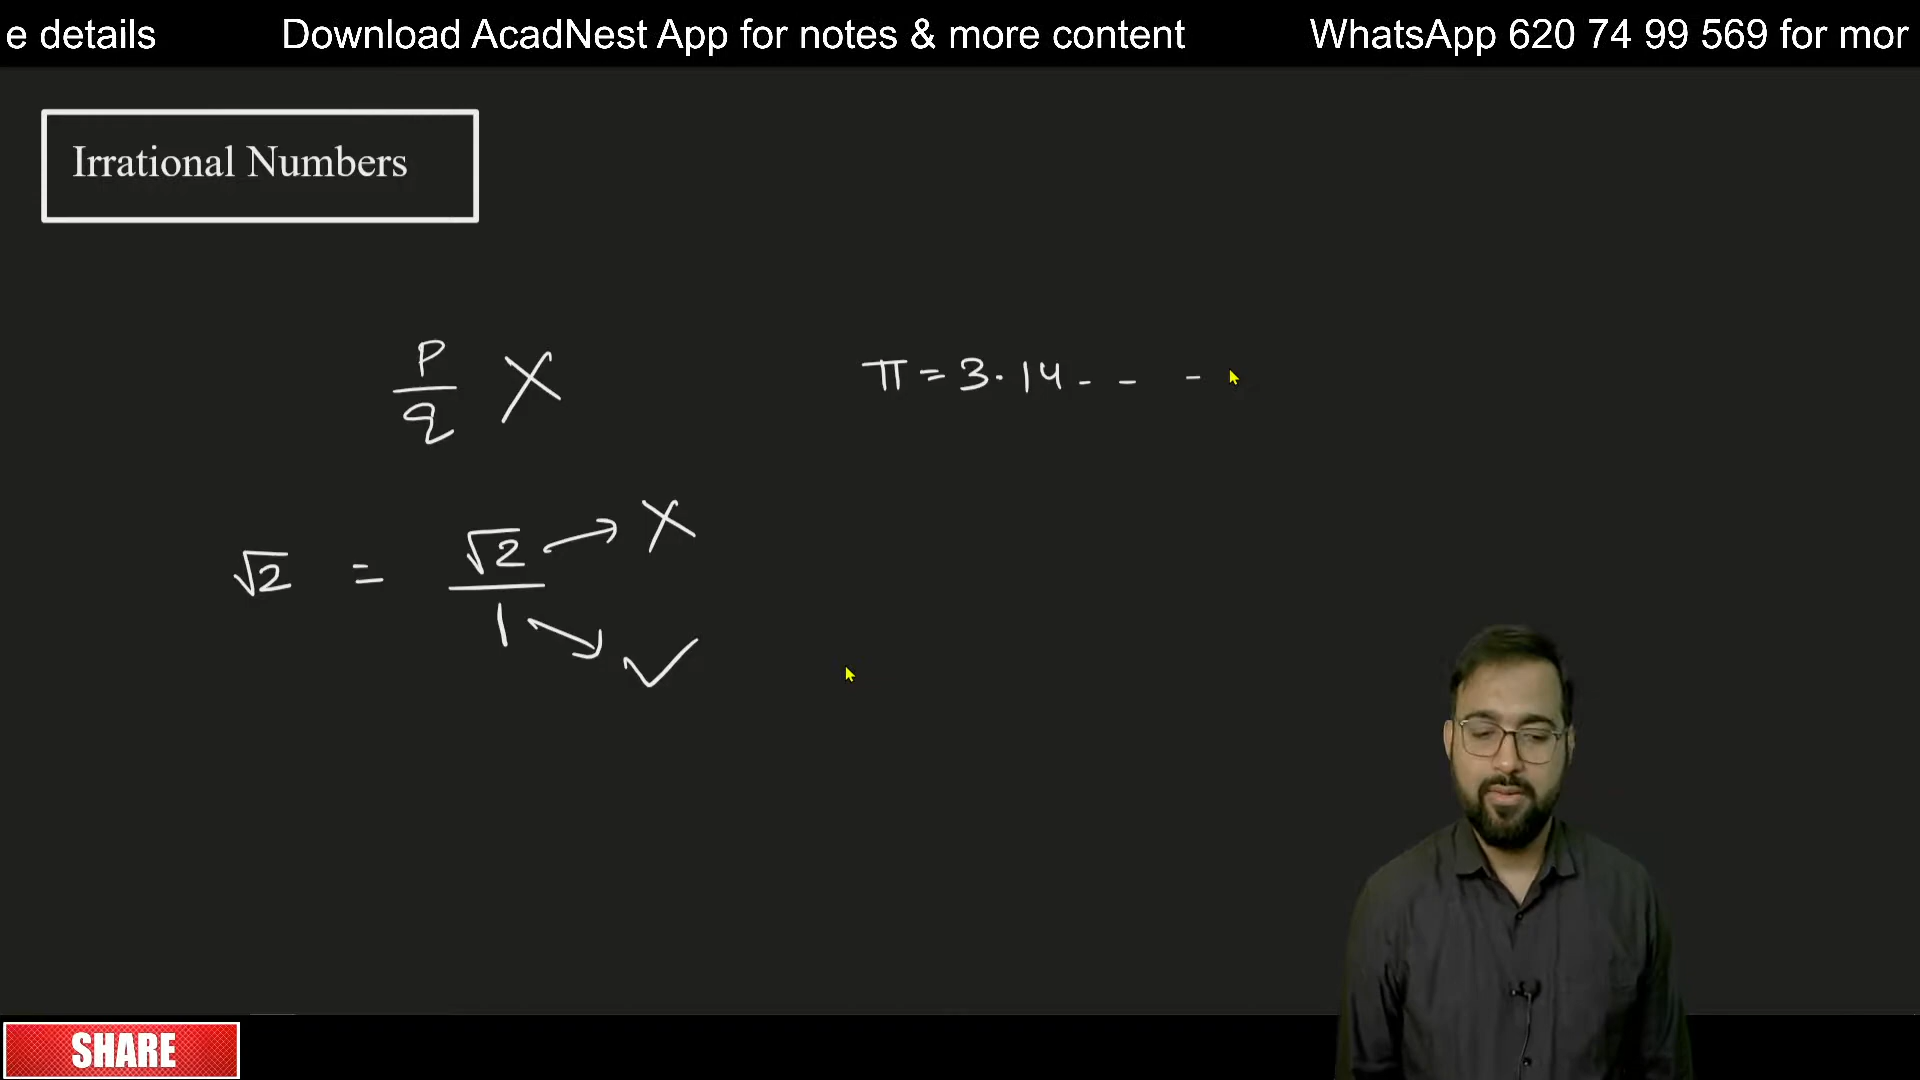 e details Download AcadNest App for notes & more content WhatsApp 620 74 99 569 for mor
Irrational Numbers
P/q X
π = 3.14 - - -
√2 = √2/1 → X
→ ✓
SHARE